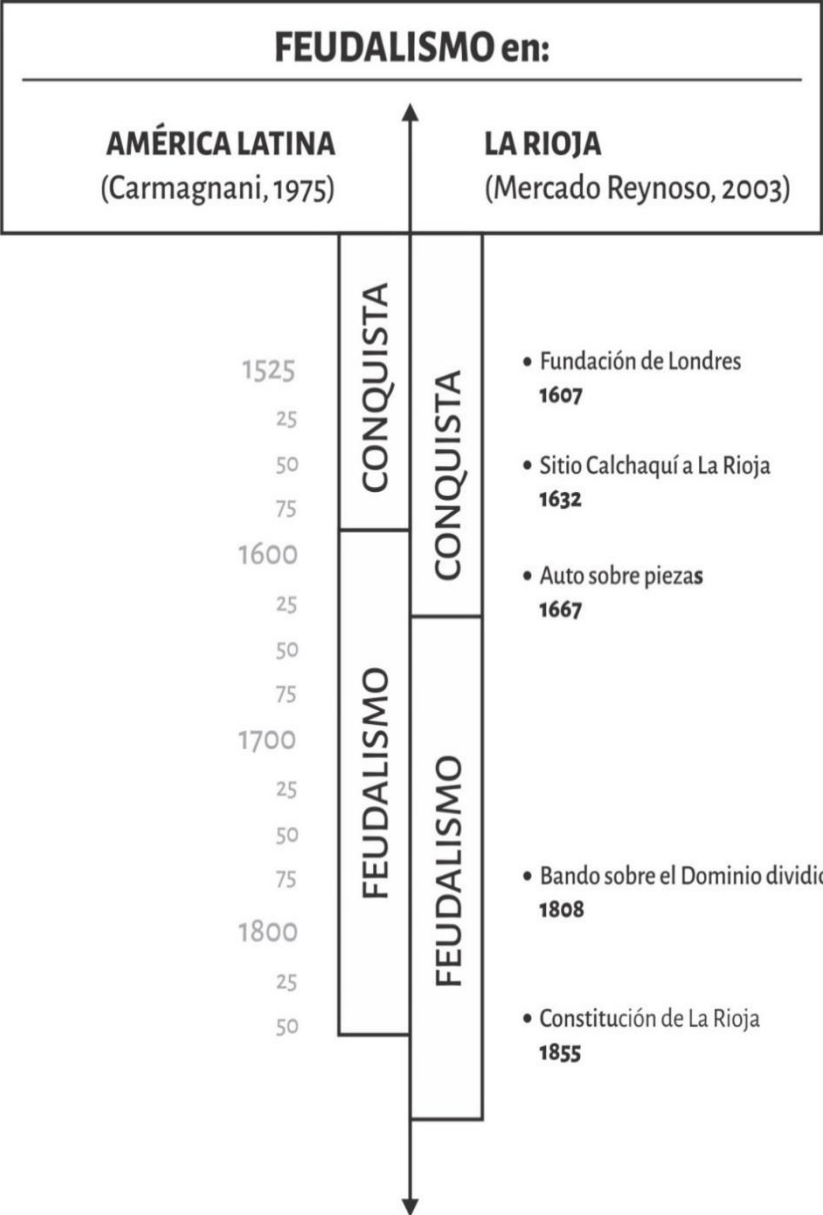 FEUDALISMO en:
AMÉRICA LATINA
(Carmagnani, 1975)
LA RIOJA
(Mercado Reynoso, 2003)
CONQUISTA
FEUDALISMO
CONQUISTA
FEUDALISMO
1525
25
50
75
1600
25
50
75
1700
25
50
75
1800
25
50
• Fundación de Londres
1607
• Sitio Calchaquí a La Rioja
1632
• Auto sobre piezas
1667
• Bando sobre el Dominio
1808
• Constitución de La Rioja
1855